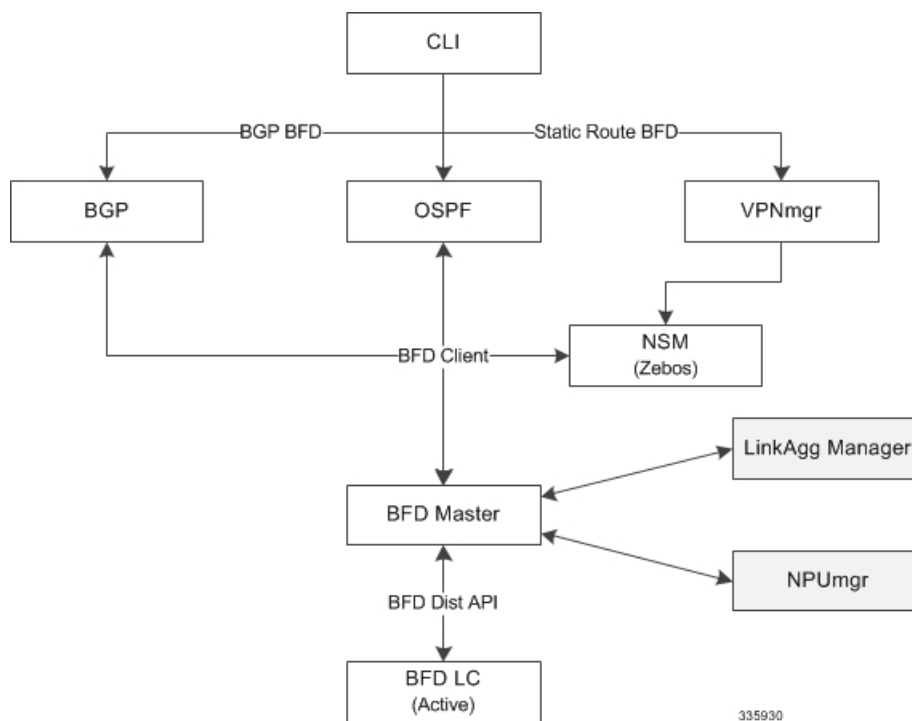 CLI
BGP BFD
Static Route BFD
BGP
OSPF
VPNmgr
BFD Client
NSM
(Zebos)
LinkAgg Manager
BFD Master
NPUmgr
BFD Dist API
BFD LC
(Active)
335930